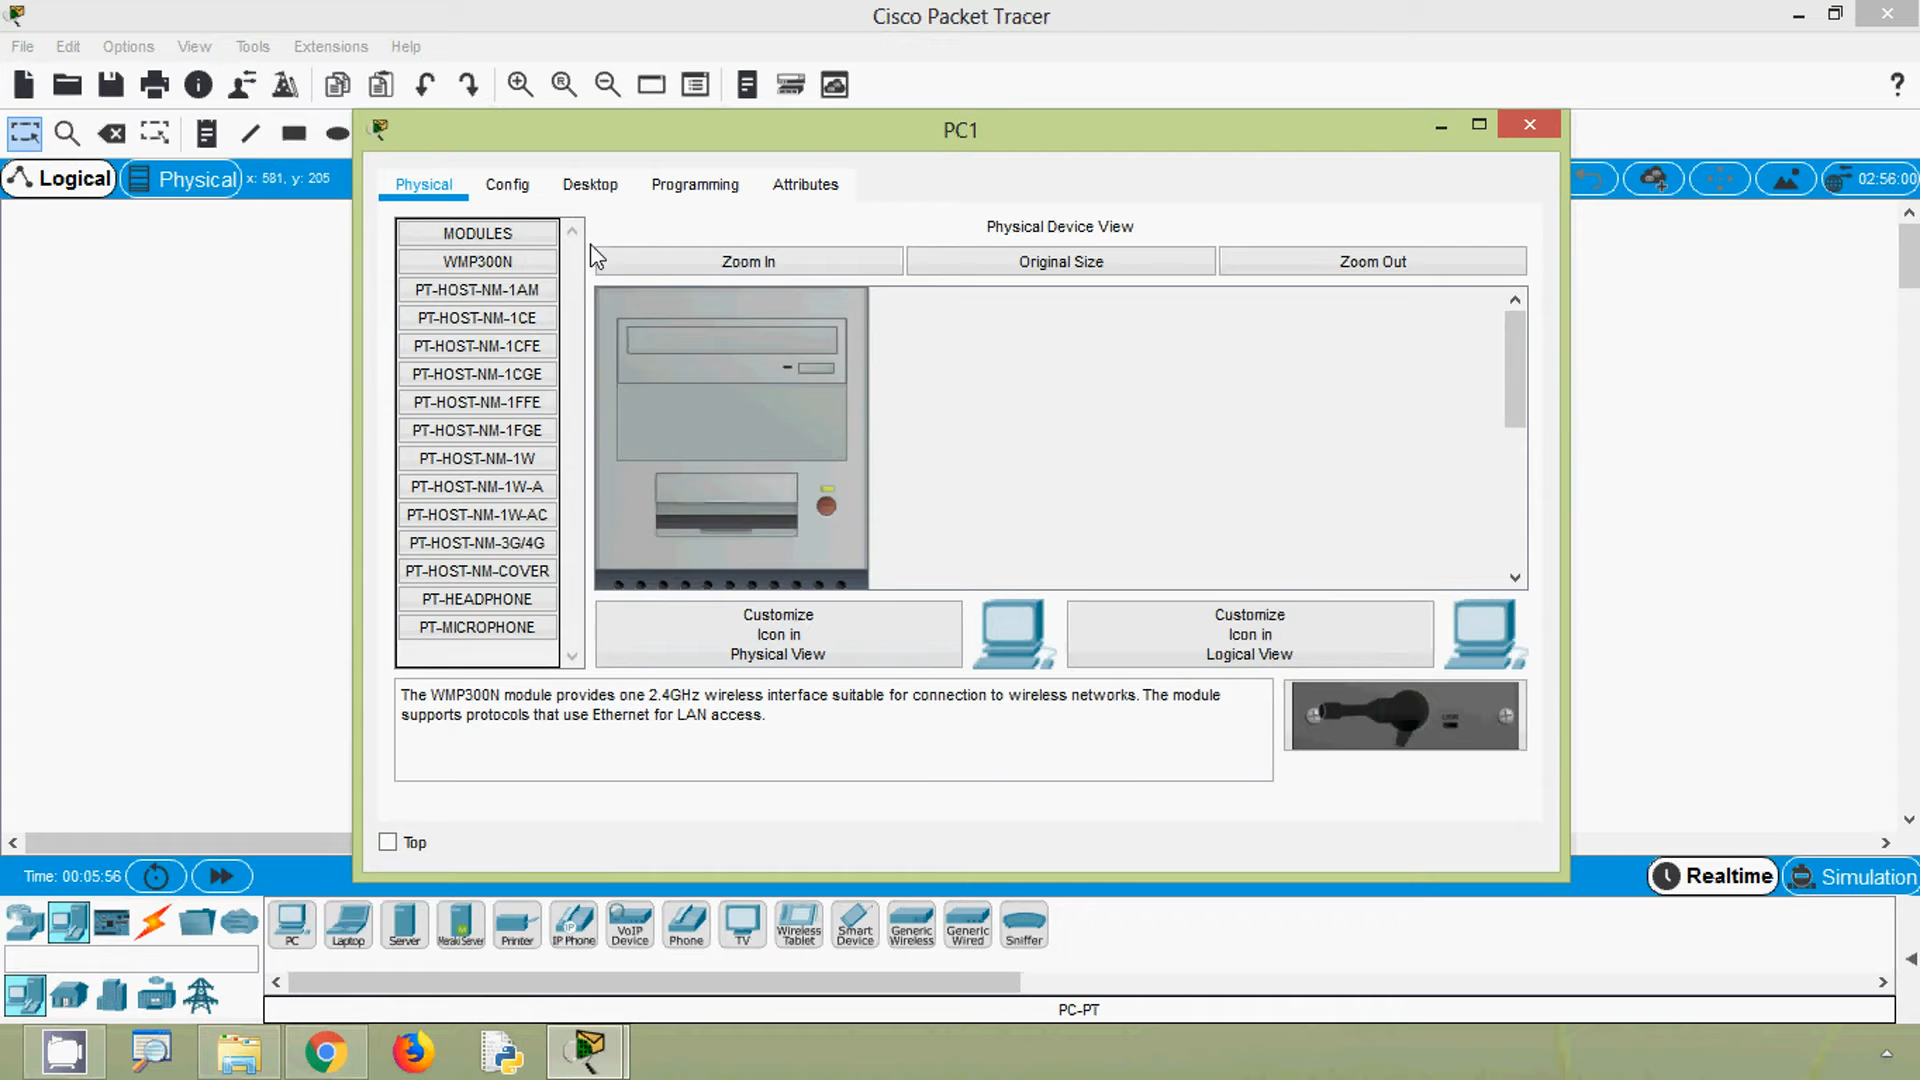 Cisco Packet Tracer
File Edit Options View Tools Extensions Help
PC1
Logical Physical x: 581, y: 205
02:56:00
Physical Config Desktop Programming Attributes
MODULES
WMP300N
PT-HOST-NM-1AM
PT-HOST-NM-1CE
PT-HOST-NM-1CFE
PT-HOST-NM-1CGE
PT-HOST-NM-1FFE
PT-HOST-NM-1FGE
PT-HOST-NM-1W
PT-HOST-NM-1W-A
PT-HOST-NM-1W-AC
PT-HOST-NM-3G/4G
PT-HOST-NM-COVER
PT-HEADPHONE
PT-MICROPHONE
Physical Device View
Zoom In Original Size Zoom Out
Customize
Icon in
Physical View
Customize
Icon in
Logical View
The WMP300N module provides one 2.4GHz wireless interface suitable for connection to wireless networks. The module
supports protocols that use Ethernet for LAN access.
Top
Time: 00:05:56
Realtime Simulation
PC
Laptop
Server
Meraki Server
Printer
IP Phone
VoIP
Device
Phone
TV
Wireless
Tablet
Smart
Device
Generic
Wireless
Generic
Wired
Sniffer
PC-PT